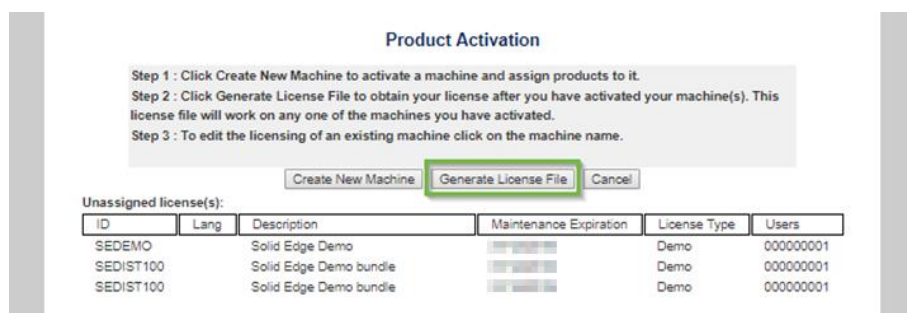 Product Activation
Step 1 : Click Create New Machine to activate a machine and assign products to it.
Step 2 : Click Generate License File to obtain your license after you have activated your machine(s). This
license file will work on any one of the machines you have activated.
Step 3 : To edit the licensing of an existing machine click on the machine name.
Create New Machine Generate License File Cancel
Unassigned license(s):
ID Lang Description Maintenance Expiration License Type Users
SEDEMO Solid Edge Demo Demo 000000001
SEDIST100 Solid Edge Demo bundle Demo 000000001
SEDIST100 Solid Edge Demo bundle Demo 000000001